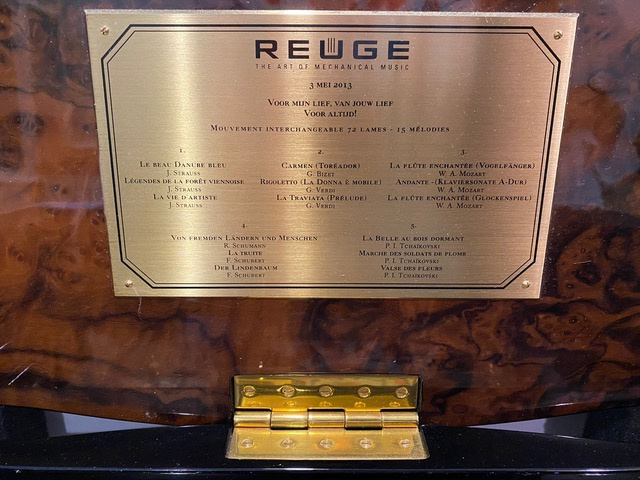 REUGE
THE ART OF MECHANICAL MUSIC
3 MEI 2013
VOOR MIJN LIEF, VAN JOUW LIEF
VOOR ALTIJD!
MOUVEMENT INTERCHANGEABLE 72 LAMES - 15 MÉLODIES
1.
LE BEAU DANUBE BLEU
J. STRAUSS
LÉGENDES DE LA FORÊT VIENNOISE
J. STRAUSS
LA VIE D'ARTISTE
J. STRAUSS
2.
CARMEN (TORÉADOR)
G. BIZET
RIGOLETTO (LA DONNA È MOBILE)
G. VERDI
LA TRAVIATA (PRÉLUDE)
G. VERDI
3.
LA FLÛTE ENCHANTÉE (VOGELFÄNGER)
W. A. MOZART
ANDANTE - (KLAVIERSONATE A-DUR)
W. A. MOZART
LA FLÛTE ENCHANTÉE (GLOCKENSPIEL)
W. A. MOZART
4.
VON FREMDEN LÄNDERN UND MENSCHEN
R. SCHUMANN
LA TRUITE
F. SCHUBERT
DER LINDENBAUM
F. SCHUBERT
5.
LA BELLE AU BOIS DORMANT
P. I. TCHAÏKOVSKI
MARCHE DES SOLDATS DE PLOMB
P. I. TCHAÏKOVSKI
VALSE DES FLEURS
P. I. TCHAÏKOVSKI